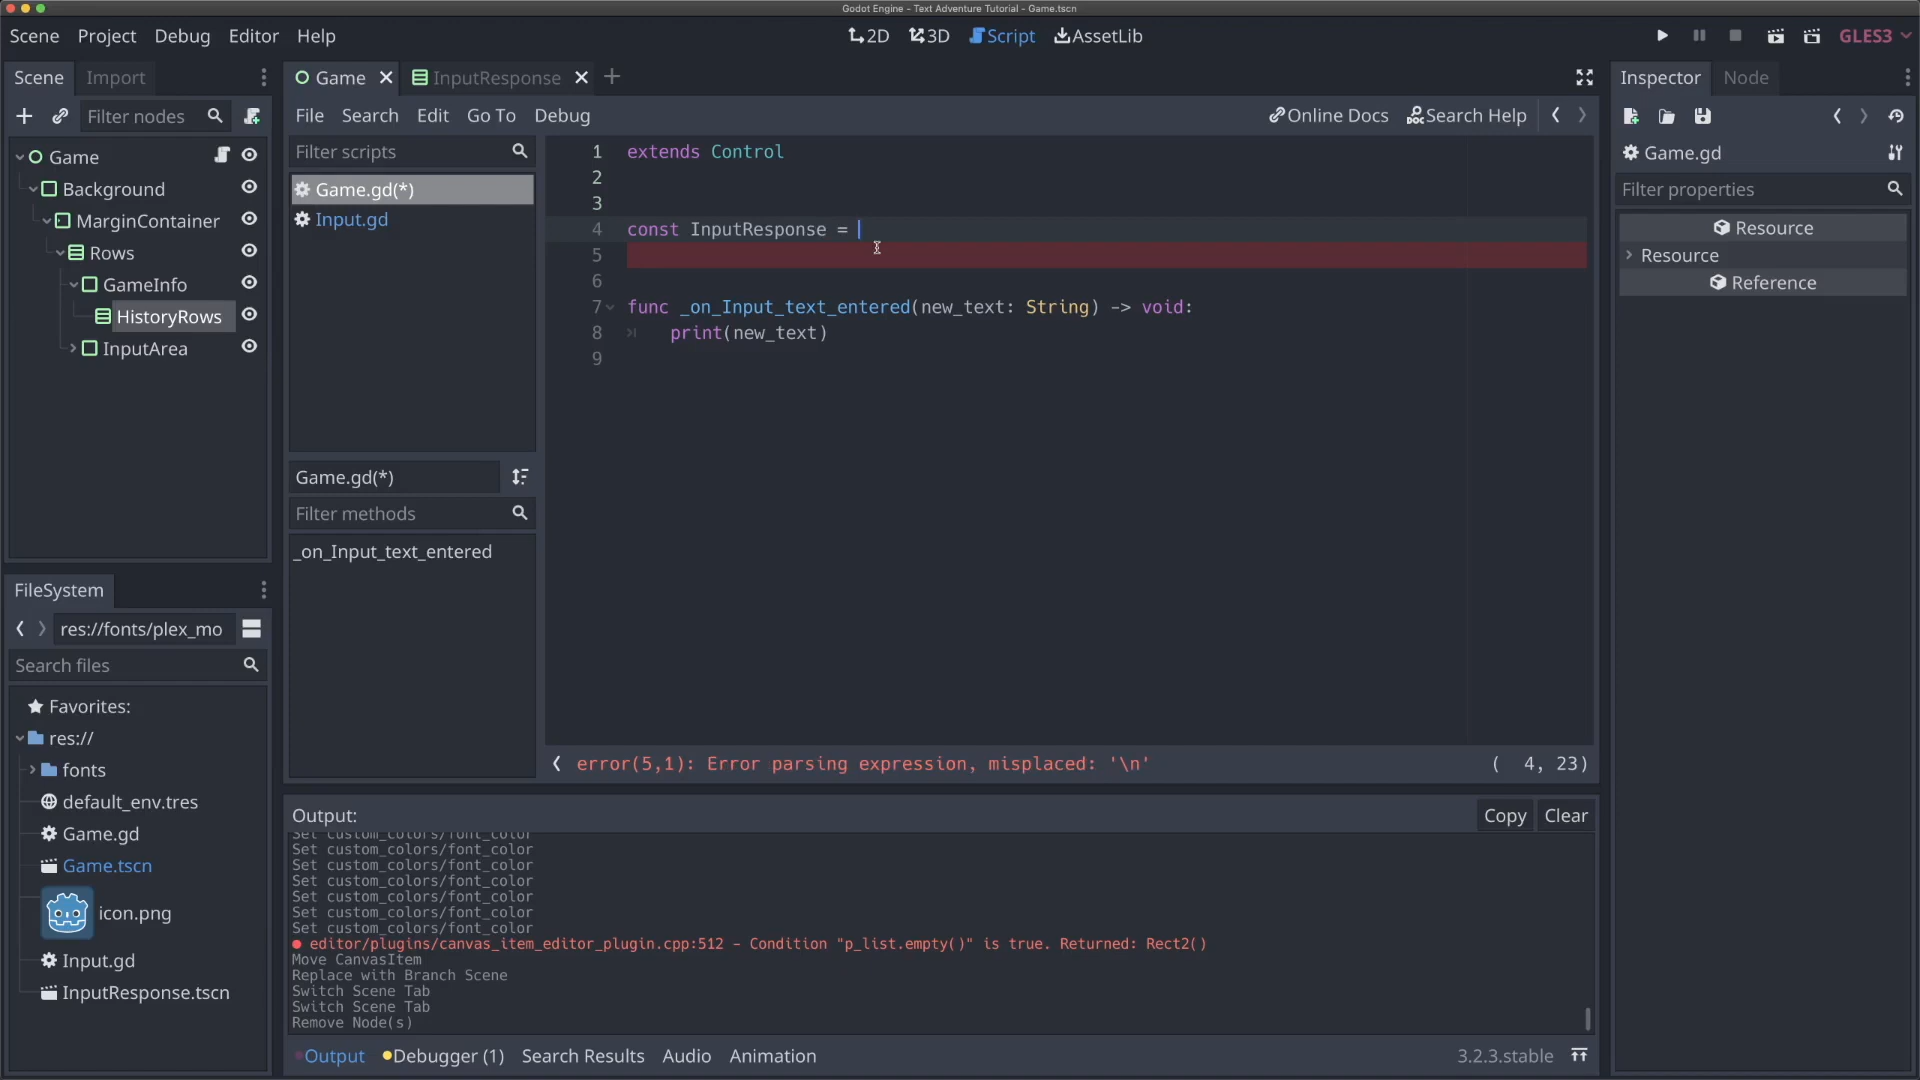 Godot Engine - Text Adventure Tutorial - Game.tscn
Scene Project Debug Editor Help
2D 3D Script AssetLib
GLES3
Scene Import
Filter nodes
Game
Background
MarginContainer
Rows
GameInfo
HistoryRows
InputArea
FileSystem
res://fonts/plex_mo
Search files
Favorites:
res://
fonts
default_env.tres
Game.gd
Game.tscn
icon.png
Input.gd
InputResponse.tscn
Game InputResponse
File Search Edit Go To Debug
Online Docs Search Help
Filter scripts
Game.gd(*)
Input.gd
Game.gd(*)
Filter methods
_on_Input_text_entered
1 extends Control
2
3
4 const InputResponse =
5
6
7 func _on_Input_text_entered(new_text: String) -> void:
8 print(new_text)
9
error(5,1): Error parsing expression, misplaced: '\n'
( 4, 23)
Output:
Copy Clear
Set custom_colors/font_color
Set custom_colors/font_color
Set custom_colors/font_color
Set custom_colors/font_color
Set custom_colors/font_color
Set custom_colors/font_color
Set custom_colors/font_color
editor/plugins/canvas_item_editor_plugin.cpp:512 - Condition "p_list.empty()" is true. Returned: Rect2()
Move CanvasItem
Replace with Branch Scene
Switch Scene Tab
Switch Scene Tab
Remove Node(s)
Output Debugger (1) Search Results Audio Animation
3.2.3.stable
Inspector Node
Game.gd
Filter properties
Resource
Resource
Reference